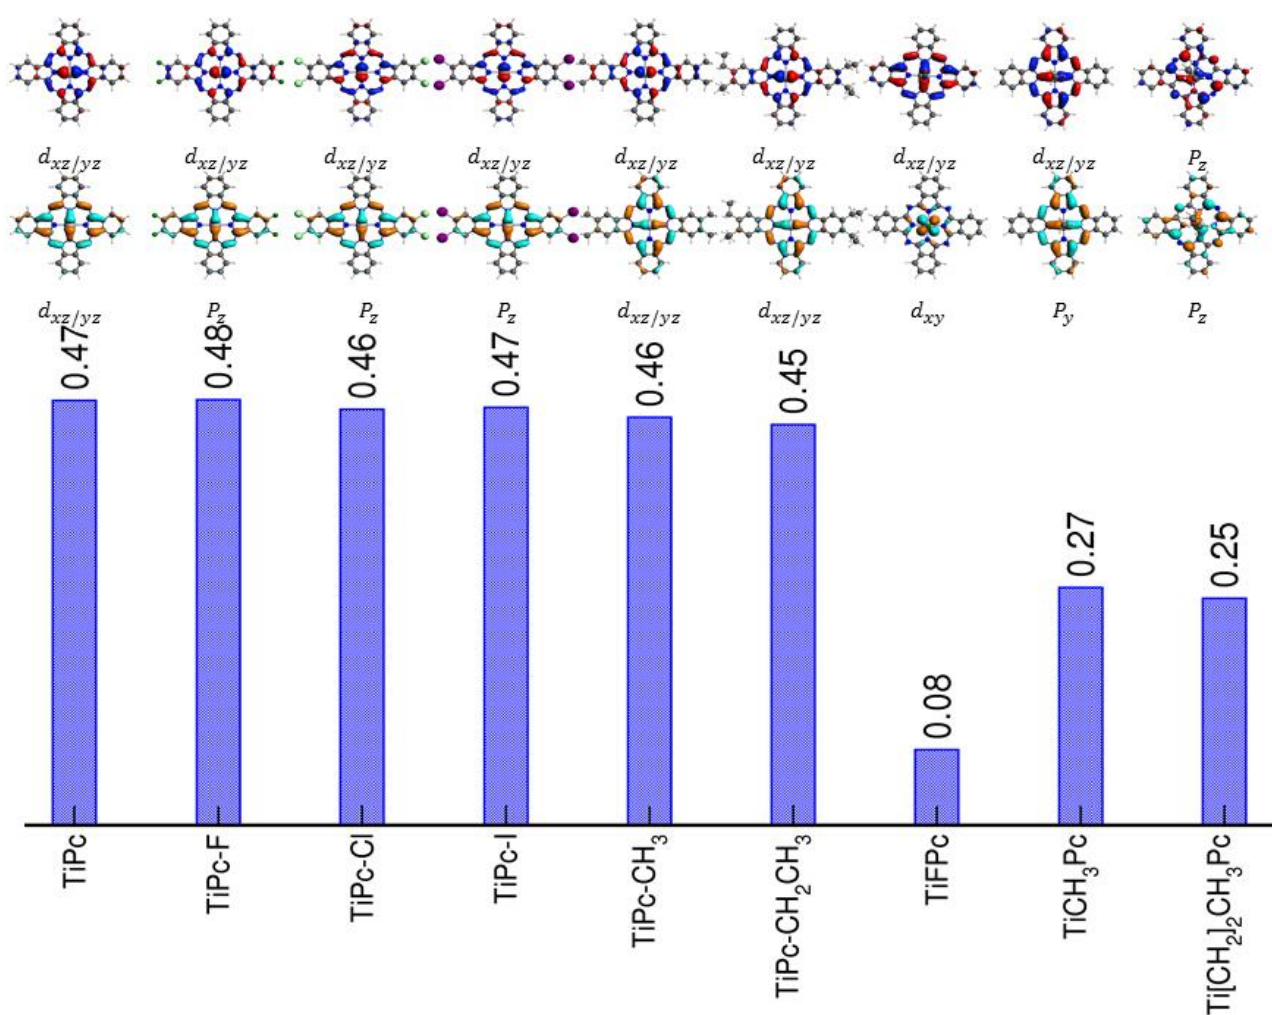 d_{xz/yz} d_{xz/yz} d_{xz/yz} d_{xz/yz} d_{xz/yz} d_{xz/yz} d_{xz/yz} d_{xz/yz} P_z
d_{xz/yz} P_z P_z P_z d_{xz/yz} d_{xz/yz} d_{xy} P_y P_z
0.47 0.48 0.46 0.47 0.46 0.45 0.08 0.27 0.25
TiPc
TiPc-F
TiPc-Cl
TiPc-I
TiPc-CH₃
TiPc-CH₂CH₃
TiFPc
TiCH₃Pc
Ti[CH₂]₂CH₃Pc